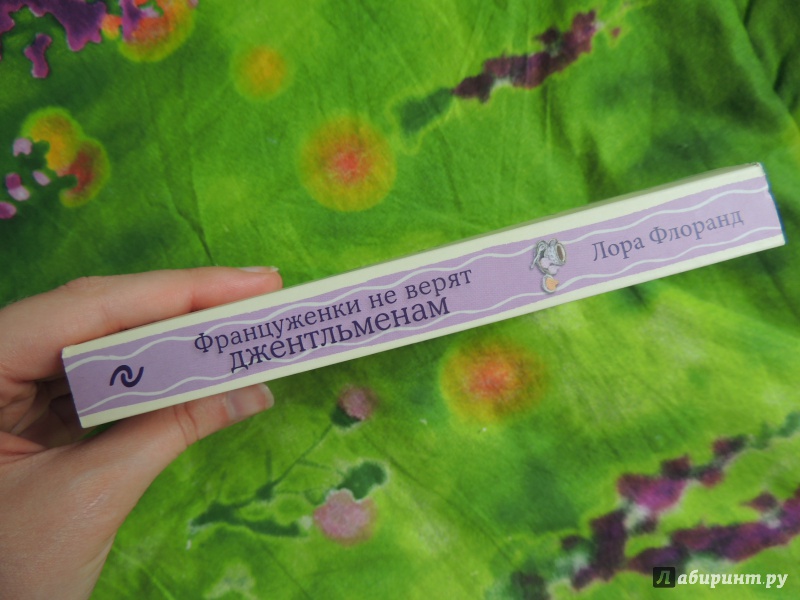 Француженки не верят
джентльменам
Лора Флоранд
Лабиринт.ру